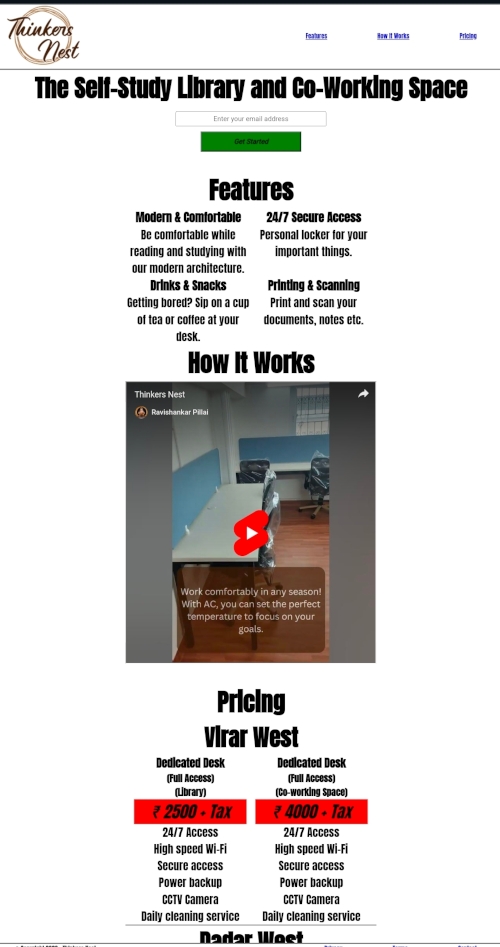 Thinkers
Nest
Features
How It Works
Pricing
The Self-Study Library and Co-Working Space
Enter your email address
Get Started
Features
Modern & Comfortable
Be comfortable while
reading and studying with
our modern architecture.
24/7 Secure Access
Personal locker for your
important things.
Drinks & Snacks
Getting bored? Sip on a cup
of tea or coffee at your
desk.
Printing & Scanning
Print and scan your
documents, notes etc.
How It Works
Thinkers Nest
Ravishankar Pillai
Work comfortably in any season!
With AC, you can set the perfect
temperature to focus on your
goals.
Pricing
Virar West
Dedicated Desk
(Full Access)
(Library)
₹ 2500 + Tax
24/7 Access
High speed Wi-Fi
Secure access
Power backup
CCTV Camera
Daily cleaning service
Dedicated Desk
(Full Access)
(Co-working Space)
₹ 4000 + Tax
24/7 Access
High speed Wi-Fi
Secure access
Power backup
CCTV Camera
Daily cleaning service
Dadar West